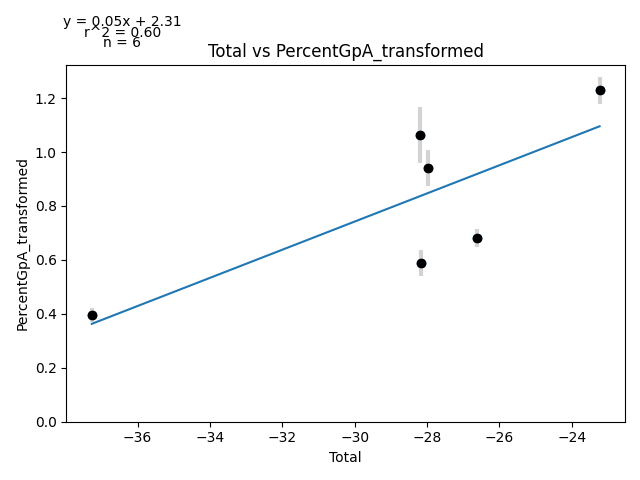 y = 0.05x + 2.31
r^2 = 0.60
n = 6
Total vs PercentGpA_transformed
PercentGpA_transformed
1.2
1.0
0.8
0.6
0.4
0.2
0.0
−36
−34
−32
−30
−28
−26
−24
Total